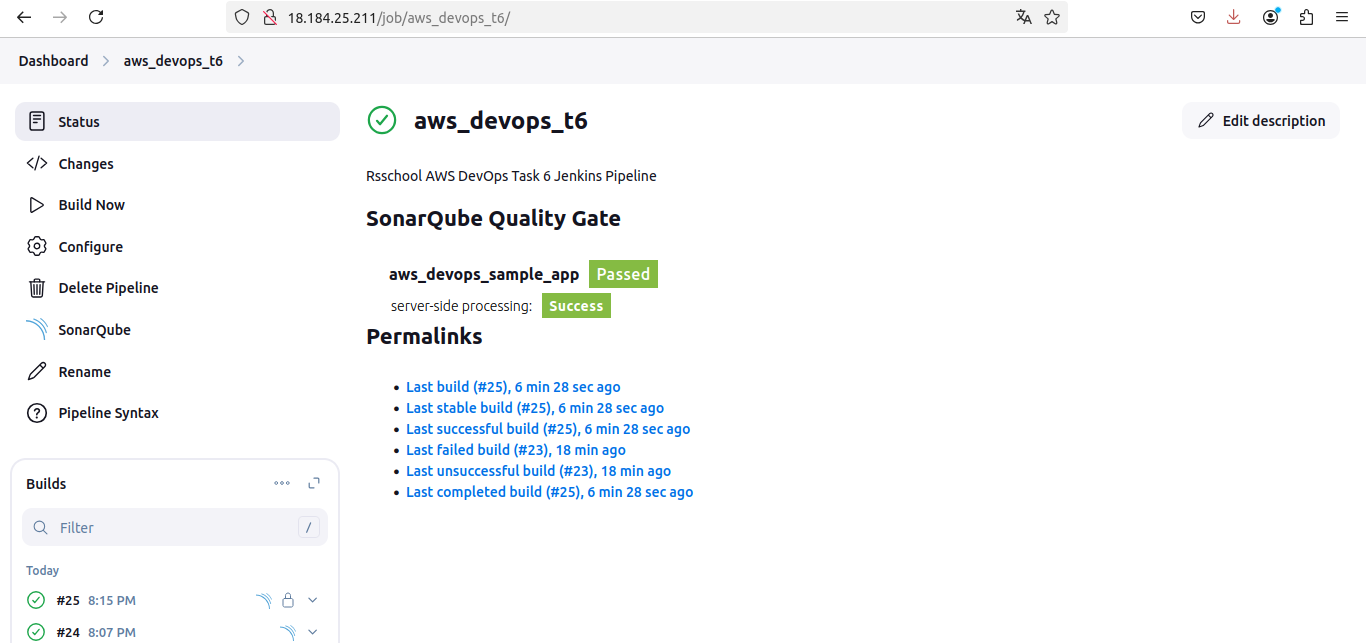 18.184.25.211/job/aws_devops_t6/
Dashboard
aws_devops_t6
Status
Changes
Build Now
Configure
Delete Pipeline
SonarQube
Rename
Pipeline Syntax
Builds
Filter
/
Today
#25 8:15 PM
#24 8:07 PM
aws_devops_t6
Edit description
Rsschool AWS DevOps Task 6 Jenkins Pipeline
SonarQube Quality Gate
aws_devops_sample_app Passed
server-side processing: Success
Permalinks
Last build (#25), 6 min 28 sec ago
Last stable build (#25), 6 min 28 sec ago
Last successful build (#25), 6 min 28 sec ago
Last failed build (#23), 18 min ago
Last unsuccessful build (#23), 18 min ago
Last completed build (#25), 6 min 28 sec ago